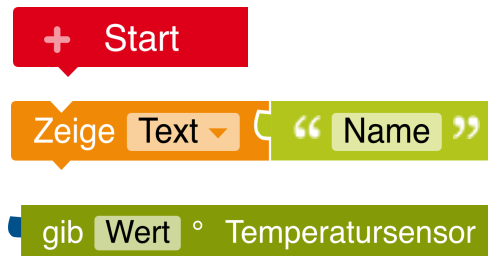 + Start
Zeige Text “ Name ”
gib Wert ° Temperatursensor